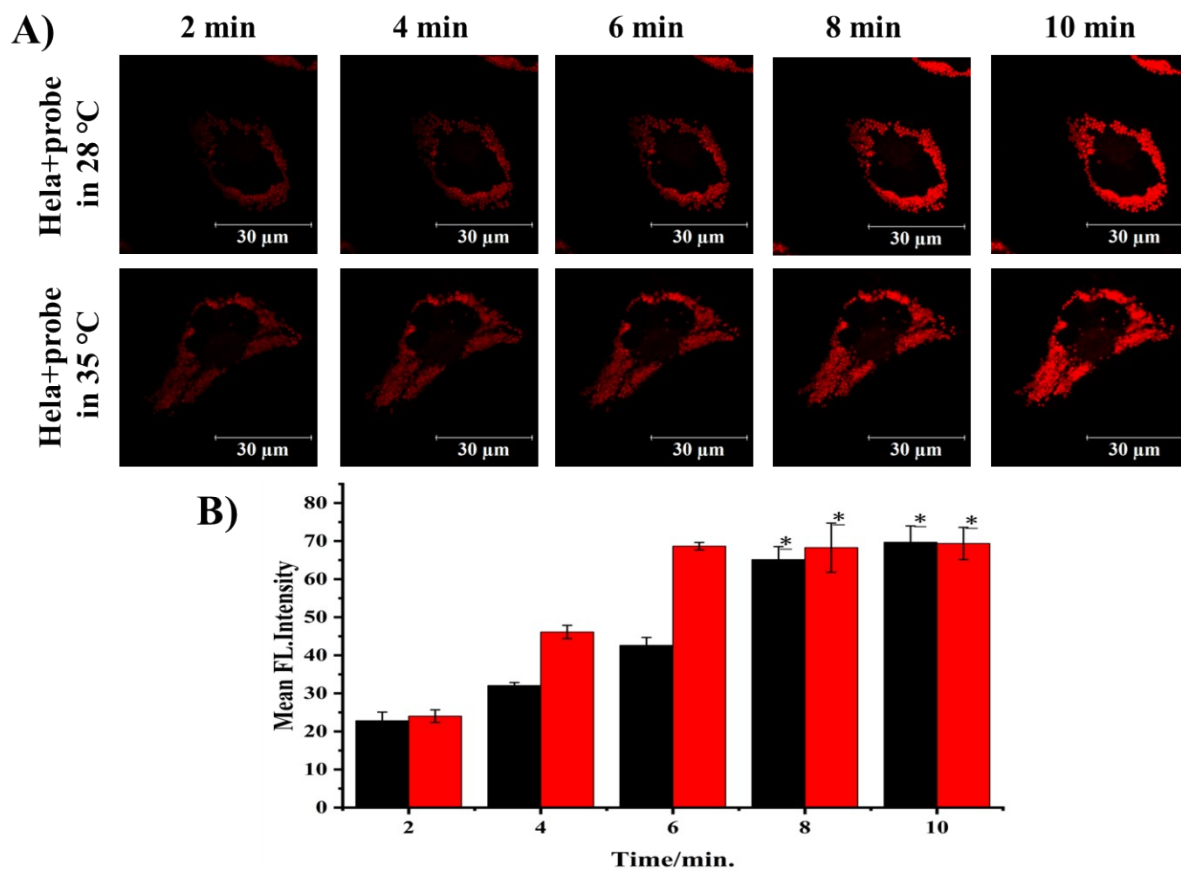 A)
2 min
4 min
6 min
8 min
10 min
Hela+probe
in 28 °C
30 µm
30 µm
30 µm
30 µm
30 µm
Hela+probe
in 35 °C
30 µm
30 µm
30 µm
30 µm
30 µm
B)
Mean FL.Intensity
80
70
60
50
40
30
20
10
0
*
*
*
*
2
4
6
8
10
Time/min.